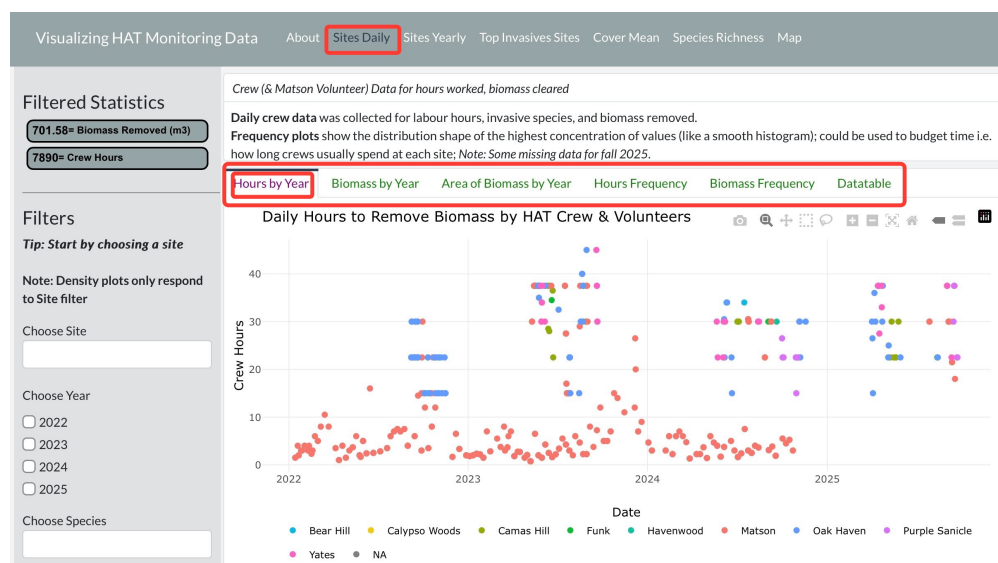 Visualizing HAT Monitoring Data About Sites Daily Sites Yearly Top Invasives Sites Cover Mean Species Richness Map
Filtered Statistics
701.58= Biomass Removed (m3)
7890= Crew Hours
Filters
Tip: Start by choosing a site
Note: Density plots only respond
to Site filter
Choose Site
Choose Year
2022
2023
2024
2025
Choose Species
Crew (& Matson Volunteer) Data for hours worked, biomass cleared
Daily crew data was collected for labour hours, invasive species, and biomass removed.
Frequency plots show the distribution shape of the highest concentration of values (like a smooth histogram); could be used to budget time i.e.
how long crews usually spend at each site; Note: Some missing data for fall 2025.
Hours by Year Biomass by Year Area of Biomass by Year Hours Frequency Biomass Frequency Datatable
Daily Hours to Remove Biomass by HAT Crew & Volunteers
Crew Hours
40
30
20
10
0
2022 2023 2024 2025
Date
Bear Hill Calypso Woods Camas Hill Funk Havenwood Matson Oak Haven Purple Sanicle
Yates NA